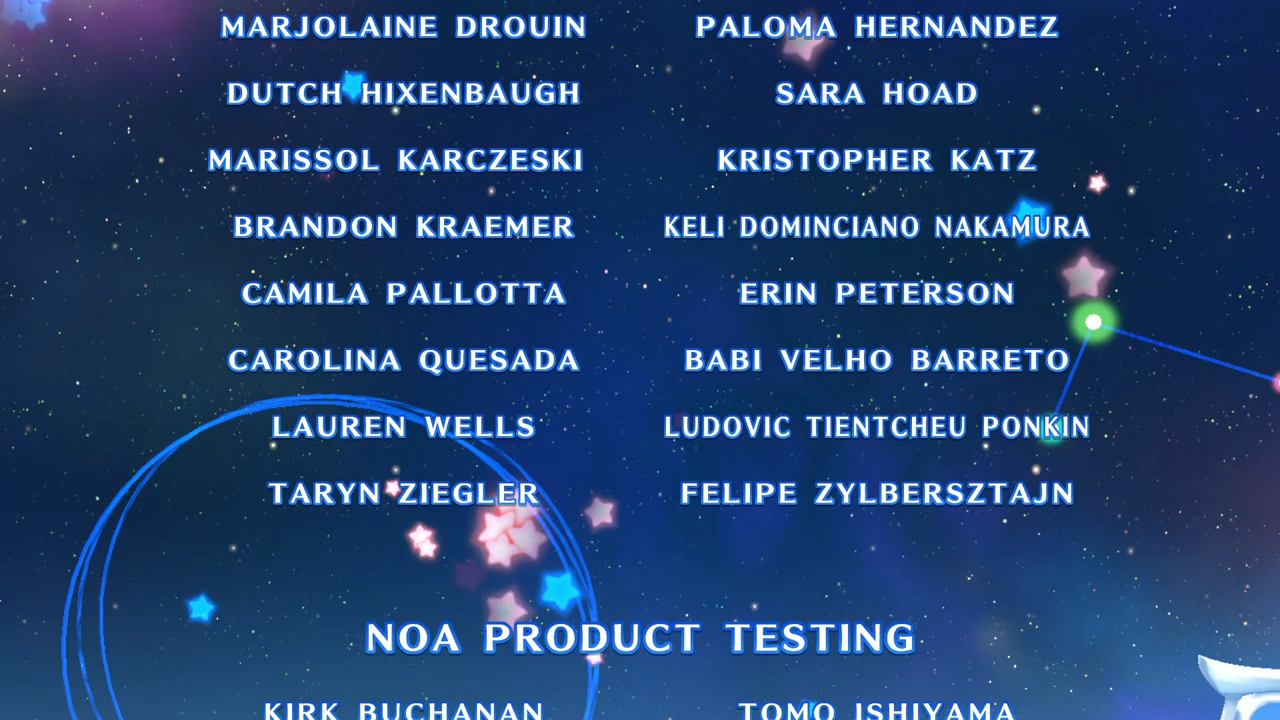 MARJOLAINE DROUIN PALOMA HERNANDEZ
DUTCH HIXENBAUGH SARA HOAD
MARISSOL KARCZESKI KRISTOPHER KATZ
BRANDON KRAEMER KELI DOMINCIANO NAKAMURA
CAMILA PALLOTTA ERIN PETERSON
CAROLINA QUESADA BABI VELHO BARRETO
LAUREN WELLS LUDOVIC TIENTCHEU PONKIN
TARYN ZIEGLER FELIPE ZYLBERSZTAJN
NOA PRODUCT TESTING
KIRK BUCHANAN TOMO ISHIYAMA